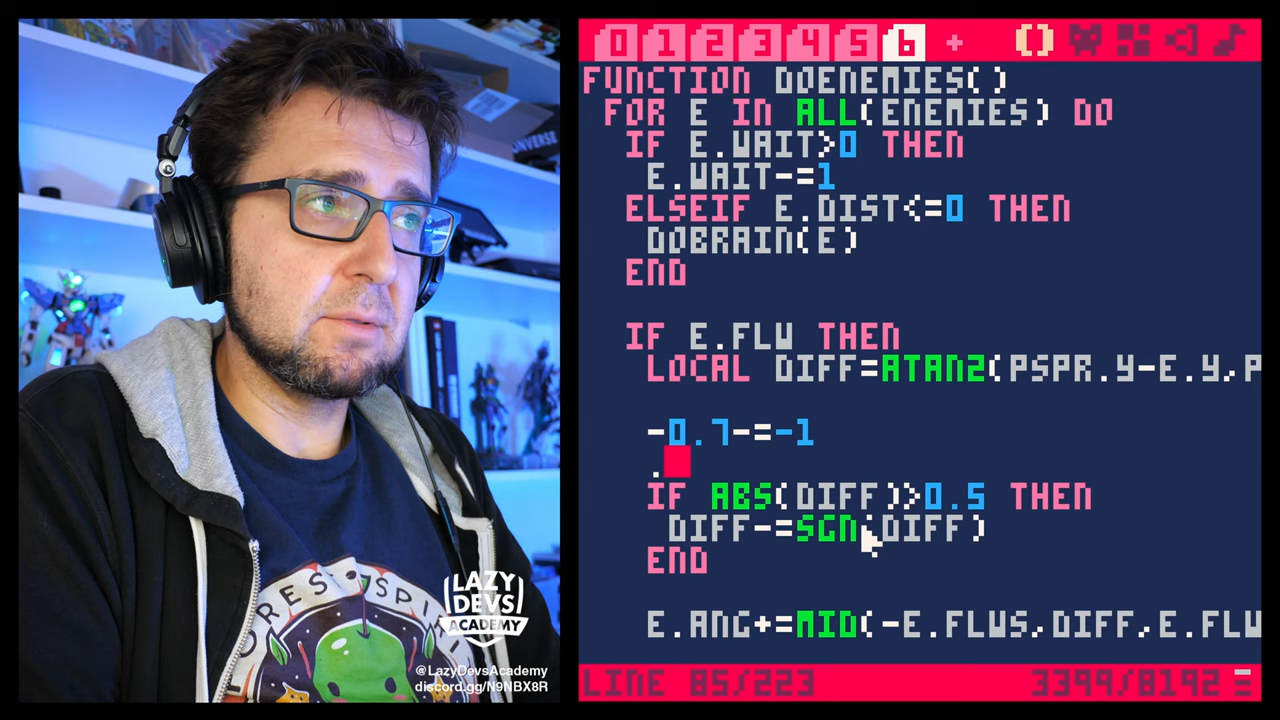 0 1 2 3 4 5 6 +
FUNCTION DOENEMIES()
FOR E IN ALL(ENEMIES) DO
IF E.WAIT>0 THEN
E.WAIT-=1
ELSEIF E.DIST<=0 THEN
DOBRAIN(E)
END
IF E.FLW THEN
LOCAL DIFF=ATAN2(PSPR.Y-E.Y,P
-0.7-=-1
.
IF ABS(DIFF)>0.5 THEN
DIFF-=SGN(DIFF)
END
E.ANG+=MID(-E.FLWS,DIFF,E.FLW
LINE 85/223 3399/8192
LAZY
DEVS
ACADEMY
@LazyDevsAcademy
discord.gg/N9NBX8R